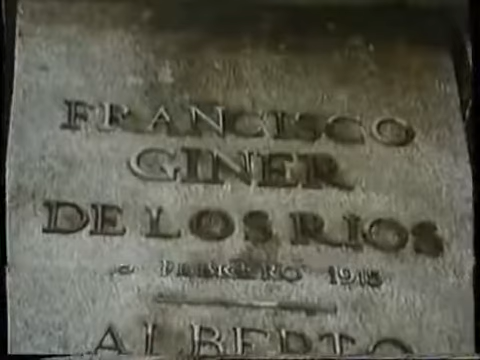 FRANCISCO
GINER
DE LOS RIOS
FEBRERO 1915
ALBERTO